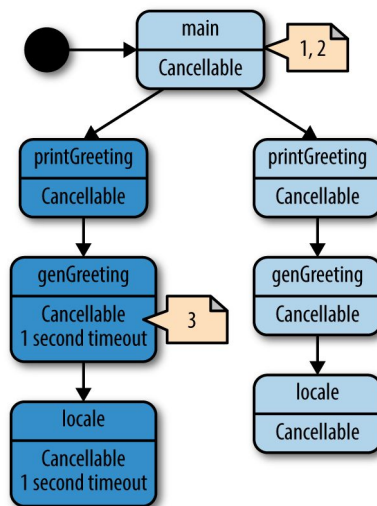 main
Cancellable
1, 2
printGreeting
Cancellable
printGreeting
Cancellable
genGreeting
Cancellable
1 second timeout
3
genGreeting
Cancellable
locale
Cancellable
1 second timeout
locale
Cancellable